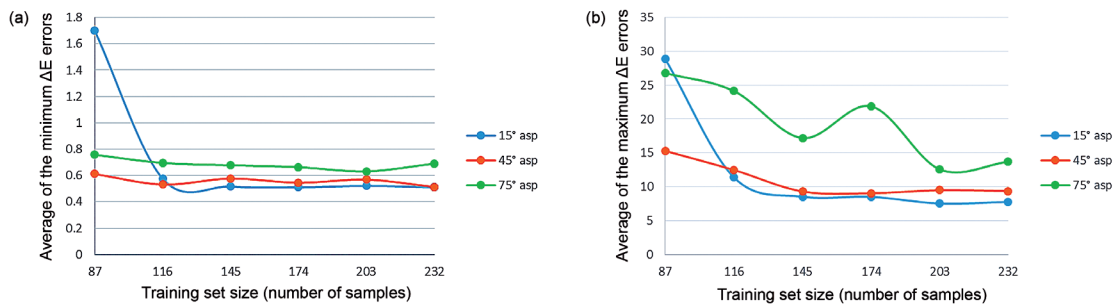 (a)
Average of the minimum ΔE errors
1.8
1.6
1.4
1.2
1
0.8
0.6
0.4
0.2
0
87 116 145 174 203 232
Training set size (number of samples)
15° asp
45° asp
75° asp
(b)
Average of the maximum ΔE errors
35
30
25
20
15
10
5
0
87 116 145 174 203 232
Training set size (number of samples)
15° asp
45° asp
75° asp